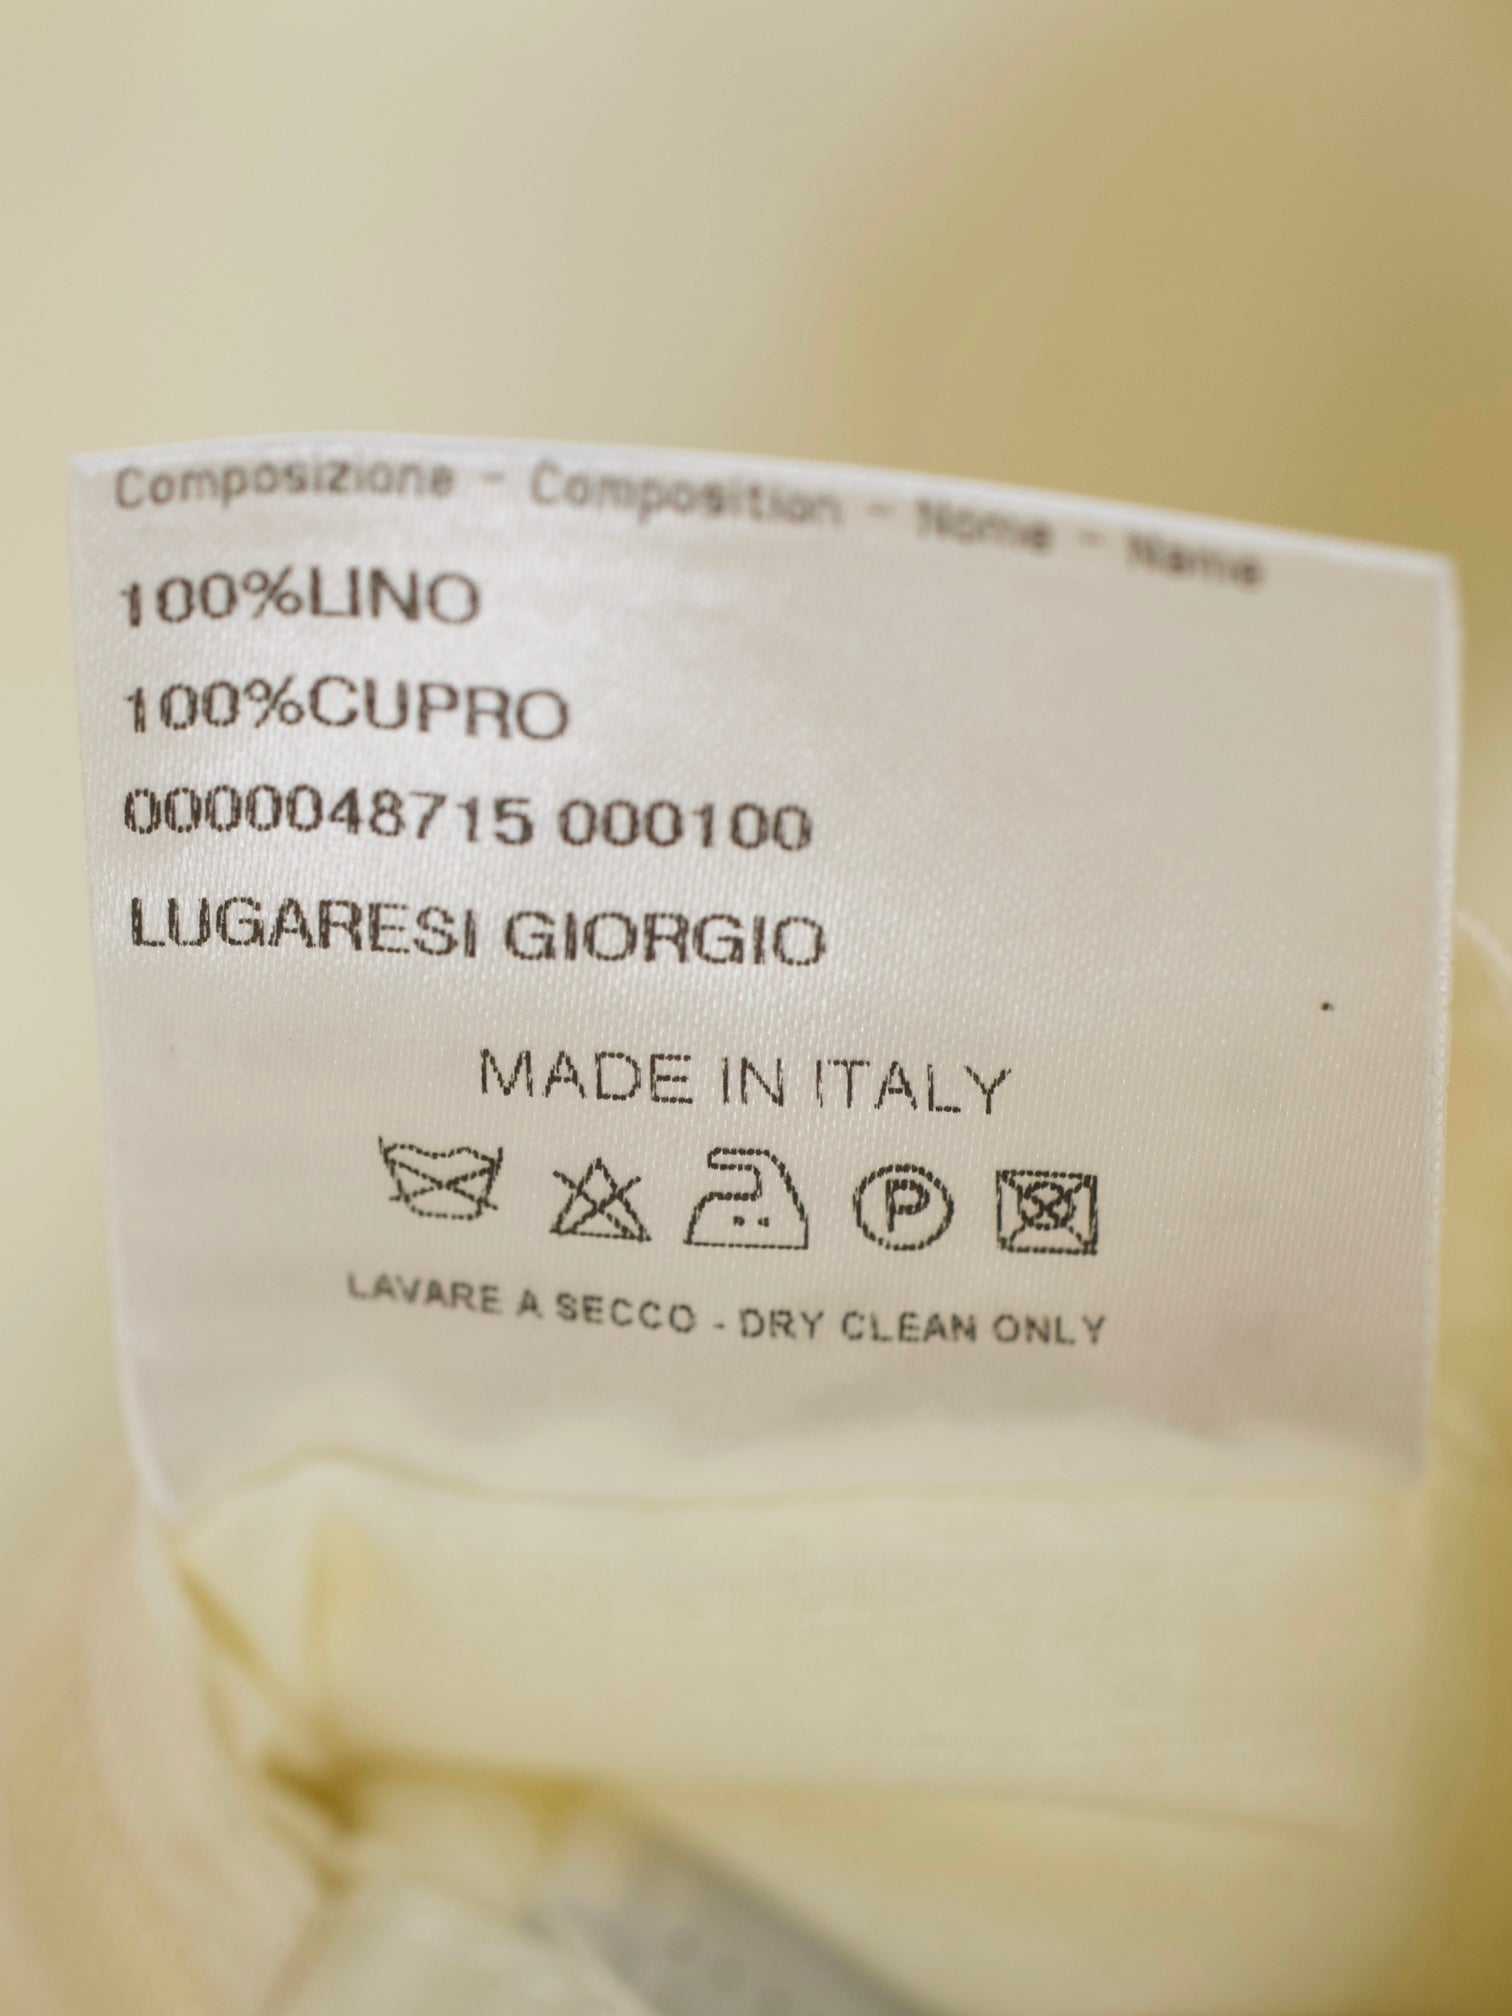 Composizione - Composition - Nome - Name
100%LINO
100%CUPRO
0000048715 000100
LUGARESI GIORGIO
MADE IN ITALY
P
LAVARE A SECCO - DRY CLEAN ONLY